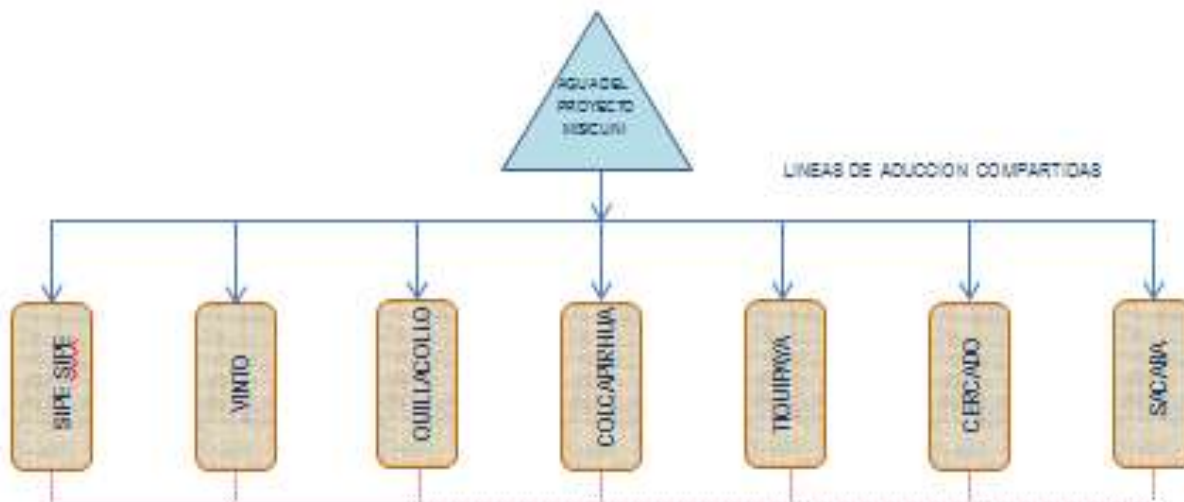 AGUA DEL
PROYECTO
MISICUNI
LINEAS DE ADUCCION COMPARTIDAS
SIPE SIPE
VINTO
QUILLACOLLO
COLCAPIRHUA
TIQUIPAYA
CERCADO
SACABA